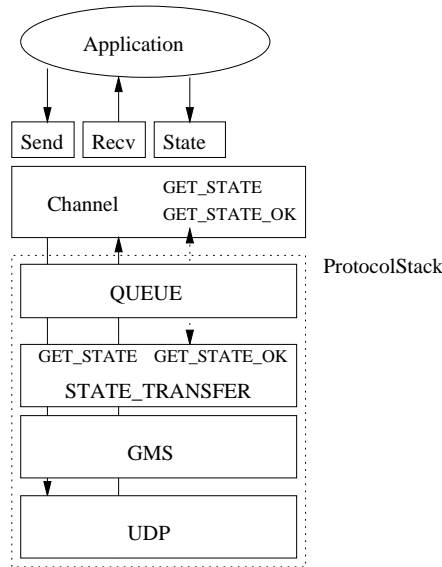 Application
Send Recv State
Channel
GET_STATE
GET_STATE_OK
ProtocolStack
QUEUE
GET_STATE GET_STATE_OK
STATE_TRANSFER
GMS
UDP